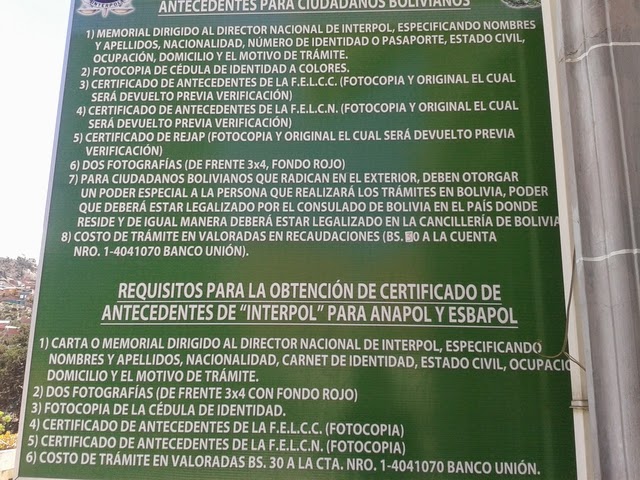 ANTECEDENTES PARA CIUDADANOS BOLIVIANOS
1) MEMORIAL DIRIGIDO AL DIRECTOR NACIONAL DE INTERPOL, ESPECIFICANDO NOMBRES
Y APELLIDOS, NACIONALIDAD, NÚMERO DE IDENTIDAD O PASAPORTE, ESTADO CIVIL,
OCUPACIÓN, DOMICILIO Y EL MOTIVO DE TRÁMITE.
2) FOTOCOPIA DE CÉDULA DE IDENTIDAD A COLORES.
3) CERTIFICADO DE ANTECEDENTES DE LA F.E.L.C.C. (FOTOCOPIA Y ORIGINAL EL CUAL
SERÁ DEVUELTO PREVIA VERIFICACIÓN)
4) CERTIFICADO DE ANTECEDENTES DE LA F.E.L.C.N. (FOTOCOPIA Y ORIGINAL EL CUAL
SERÁ DEVUELTO PREVIA VERIFICACIÓN)
5) CERTIFICADO DE REJAP (FOTOCOPIA Y ORIGINAL EL CUAL SERÁ DEVUELTO PREVIA
VERIFICACIÓN)
6) DOS FOTOGRAFÍAS (DE FRENTE 3x4, FONDO ROJO)
7) PARA CIUDADANOS BOLIVIANOS QUE RADICAN EN EL EXTERIOR, DEBEN OTORGAR
UN PODER ESPECIAL A LA PERSONA QUE REALIZARÁ LOS TRÁMITES EN BOLIVIA, PODER
QUE DEBERÁ ESTAR LEGALIZADO POR EL CONSULADO DE BOLIVIA EN EL PAÍS DONDE
RESIDE Y DE IGUAL MANERA DEBERÁ ESTAR LEGALIZADO EN LA CANCILLERÍA DE BOLIVIA
8) COSTO DE TRÁMITE EN VALORADAS EN RECAUDACIONES (BS. A LA CUENTA
NRO. 1-4041070 BANCO UNIÓN).
REQUISITOS PARA LA OBTENCIÓN DE CERTIFICADO DE
ANTECEDENTES DE “INTERPOL” PARA ANAPOL Y ESBAPOL
1) CARTA O MEMORIAL DIRIGIDO AL DIRECTOR NACIONAL DE INTERPOL, ESPECIFICANDO
NOMBRES Y APELLIDOS, NACIONALIDAD, CARNET DE IDENTIDAD, ESTADO CIVIL, OCUPACIÓ
DOMICILIO Y EL MOTIVO DE TRÁMITE.
2) DOS FOTOGRAFÍAS (DE FRENTE 3x4 CON FONDO ROJO)
3) FOTOCOPIA DE LA CÉDULA DE IDENTIDAD.
4) CERTIFICADO DE ANTECEDENTES DE LA F.E.L.C.C. (FOTOCOPIA)
5) CERTIFICADO DE ANTECEDENTES DE LA F.E.L.C.N. (FOTOCOPIA)
6) COSTO DE TRÁMITE EN VALORADAS BS. 30 A LA CTA. NRO. 1-4041070 BANCO UNIÓN.